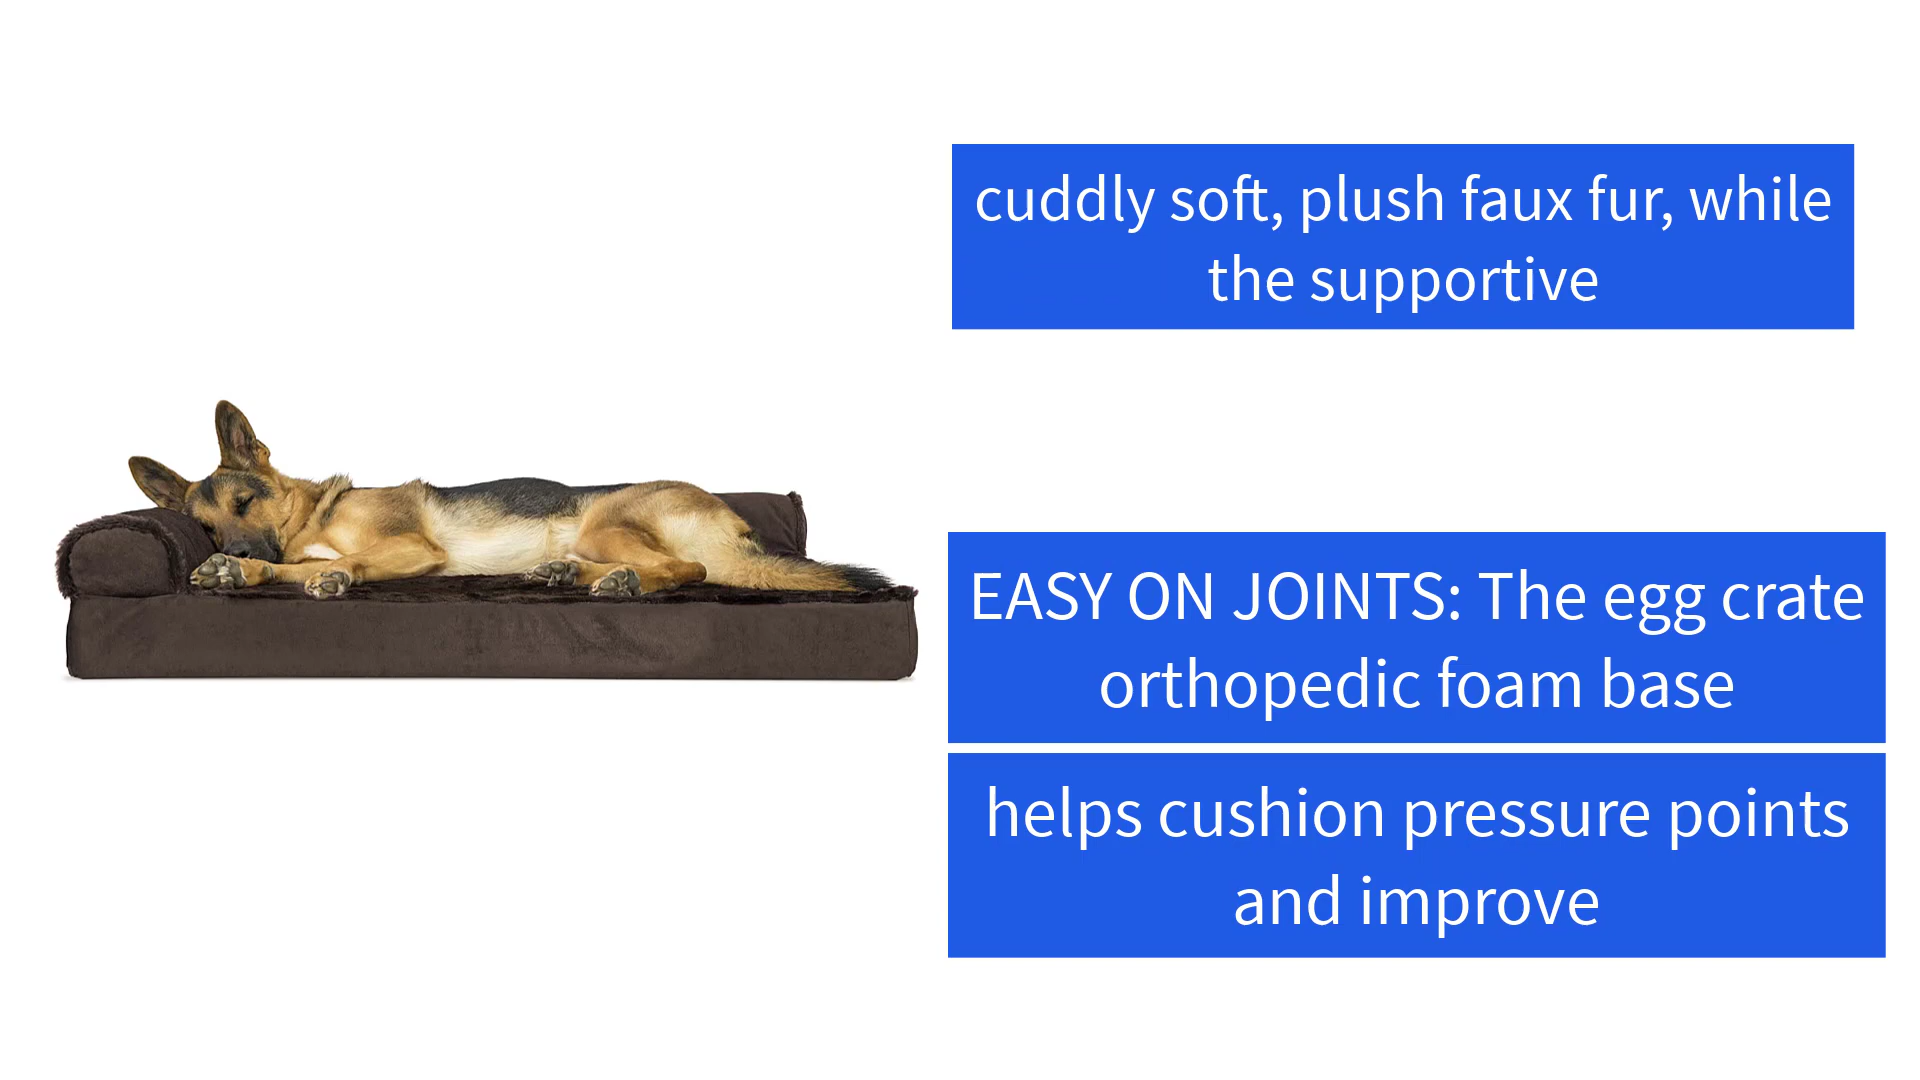 cuddly soft, plush faux fur, while
the supportive
EASY ON JOINTS: The egg crate
orthopedic foam base
helps cushion pressure points
and improve